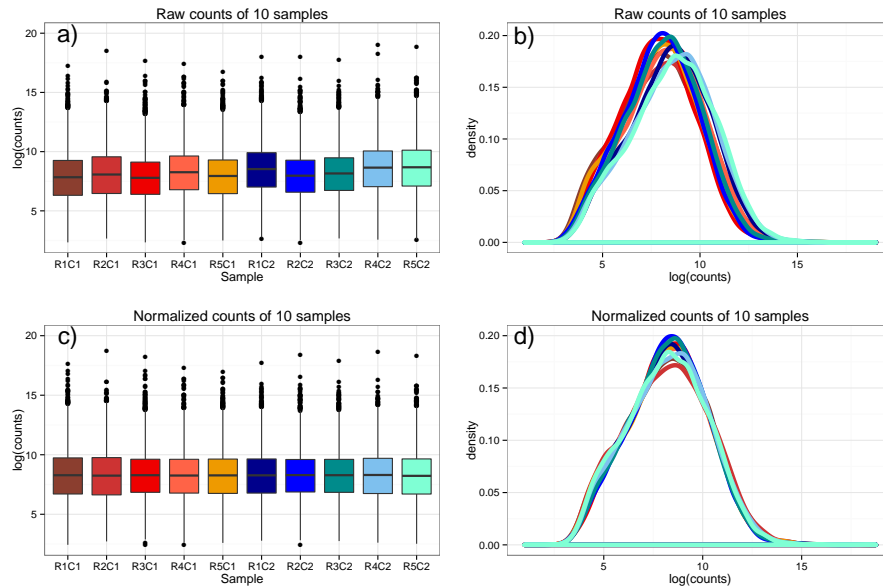 Raw counts of 10 samples
a)
log(counts)
20
15
10
5
R1C1 R2C1 R3C1 R4C1 R5C1 R1C2 R2C2 R3C2 R4C2 R5C2
Sample
Raw counts of 10 samples
b)
density
0.20
0.15
0.10
0.05
0.00
5 10 15
log(counts)
Normalized counts of 10 samples
c)
log(counts)
20
15
10
5
R1C1 R2C1 R3C1 R4C1 R5C1 R1C2 R2C2 R3C2 R4C2 R5C2
Sample
Normalized counts of 10 samples
d)
density
0.20
0.15
0.10
0.05
0.00
5 10 15
log(counts)